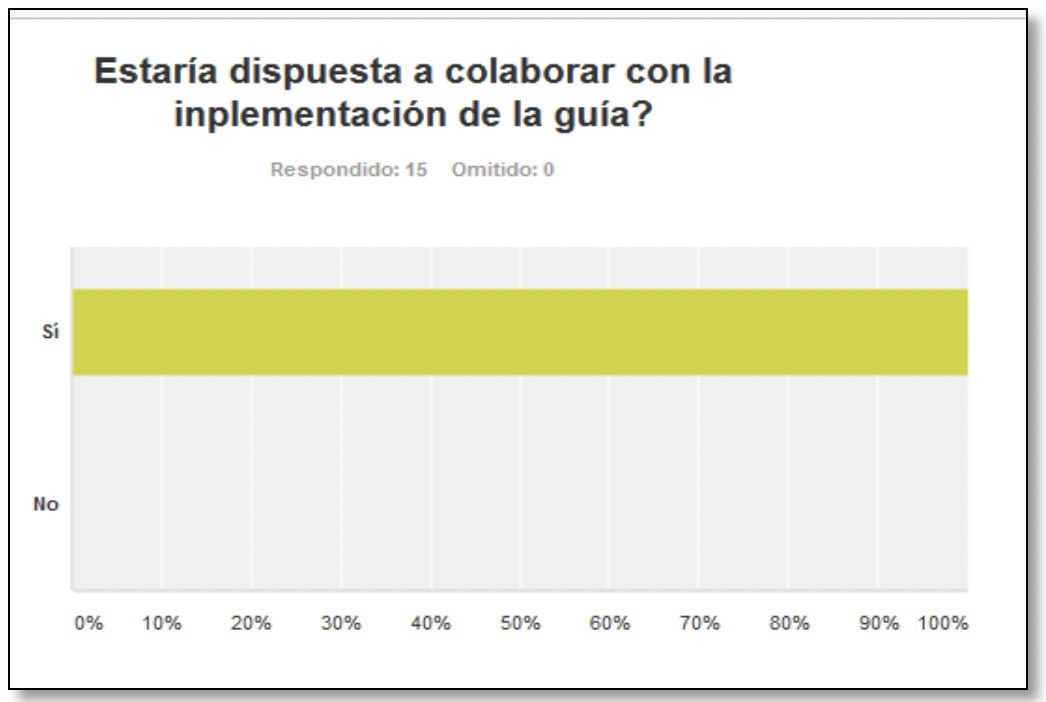 Estaría dispuesta a colaborar con la
inplementación de la guía?
Respondido: 15 Omitido: 0
Sí
No
0% 10% 20% 30% 40% 50% 60% 70% 80% 90% 100%